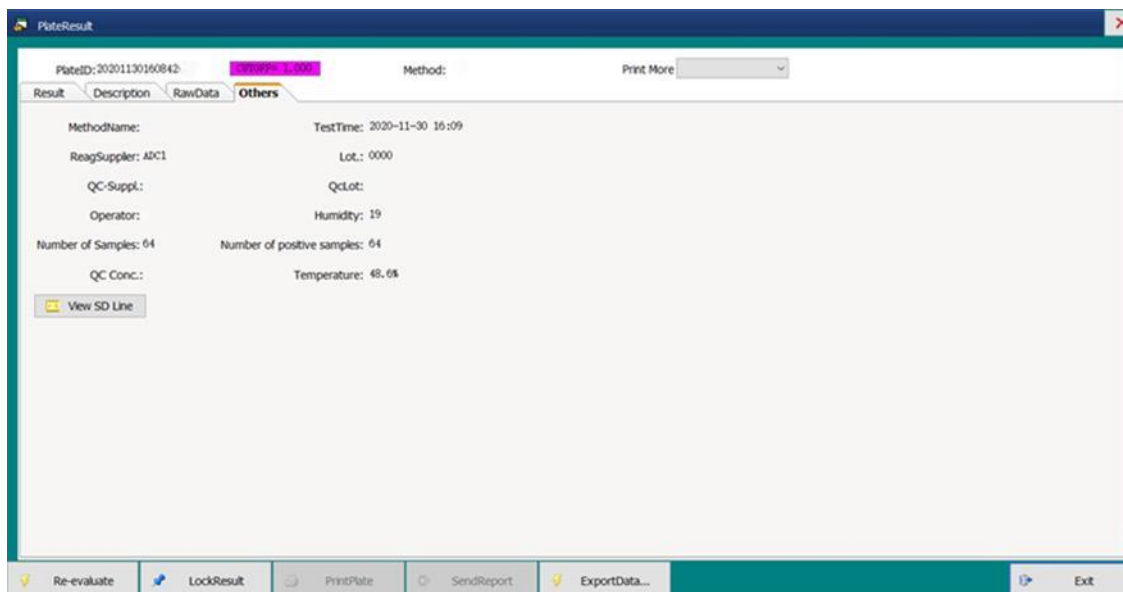 PlateResult
PlateID: 20201130160842 CUTOFF= 1.000 Method: Print More
Result Description RawData Others
MethodName: TestTime: 2020-11-30 16:09
ReagSupplier: ADC1 Lot.: 0000
QC-Suppl.: QcLot:
Operator: Humidity: 19
Number of Samples: 64 Number of positive samples: 64
QC Conc.: Temperature: 48.6%
View SD Line
Re-evaluate LockResult PrintPlate SendReport ExportData... Exit